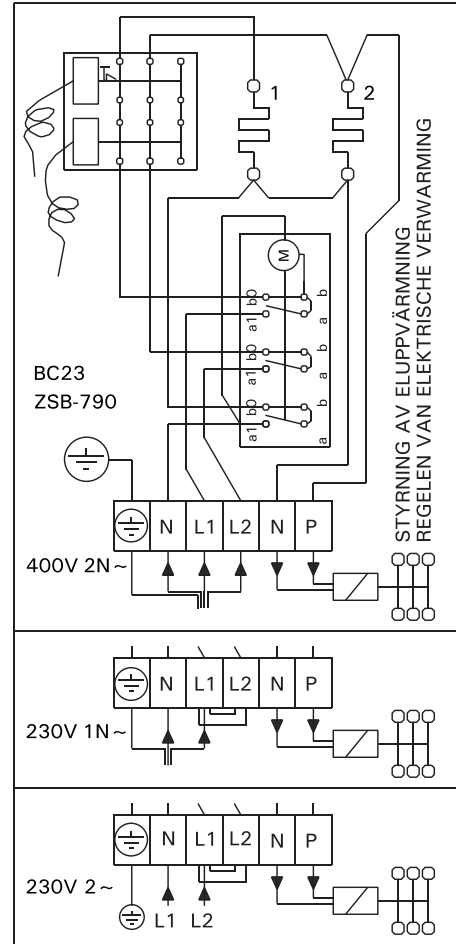 1
2
M
b0
b
a1
a
b0
b
a1
a
b0
b
a1
a
BC23
ZSB-790
STYRNING AV ELUPPVÄRMNING
REGELEN VAN ELEKTRISCHE VERWARMING
N L1 L2 N P
400V 2N~
N L1 L2 N P
230V 1N~
N L1 L2 N P
230V 2~
L1 L2